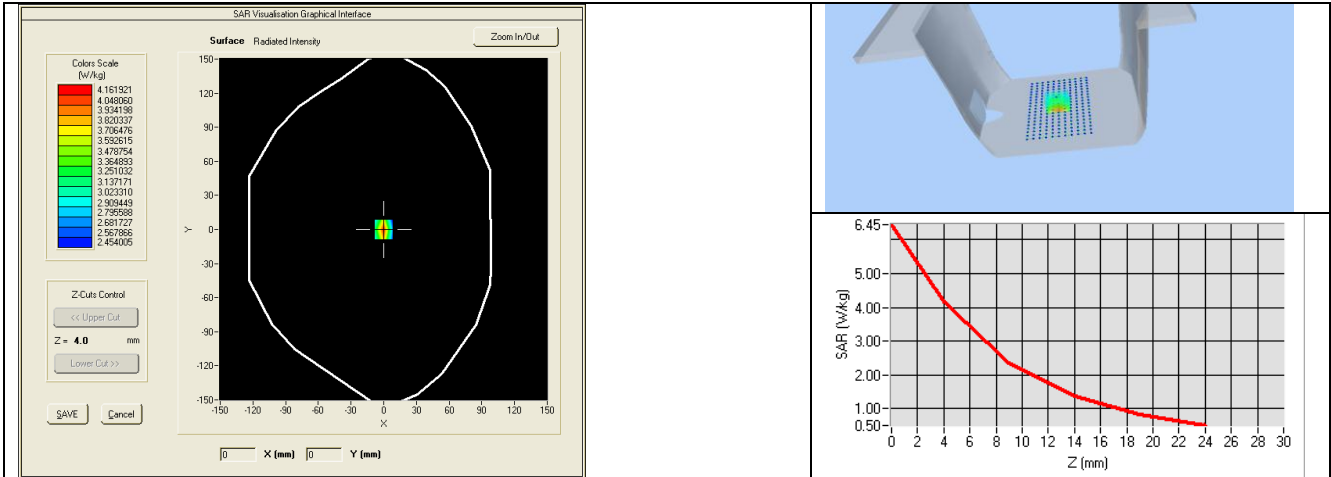 SAR Visualisation Graphical Interface
Surface Radiated Intensity
Zoom In/Out
Colors Scale
(W/kg)
4.161921
4.048060
3.934198
3.820337
3.706476
3.592615
3.478754
3.364893
3.251032
3.137171
3.023310
2.909449
2.795588
2.681727
2.567866
2.454005
Z-Cuts Control
<< Upper Cut
Z = 4.0 mm
Lower Cut >>
SAVE Cancel
150
120
90
60
30
0
-30
-60
-90
-120
-150
Y
-150 -120 -90 -60 -30 0 30 60 90 120 150
X
0 X (mm) 0 Y (mm)
6.45
5.00
4.00
3.00
2.00
1.00
0.50
SAR (W/kg)
0 2 4 6 8 10 12 14 16 18 20 22 24 26 28 30
Z (mm)